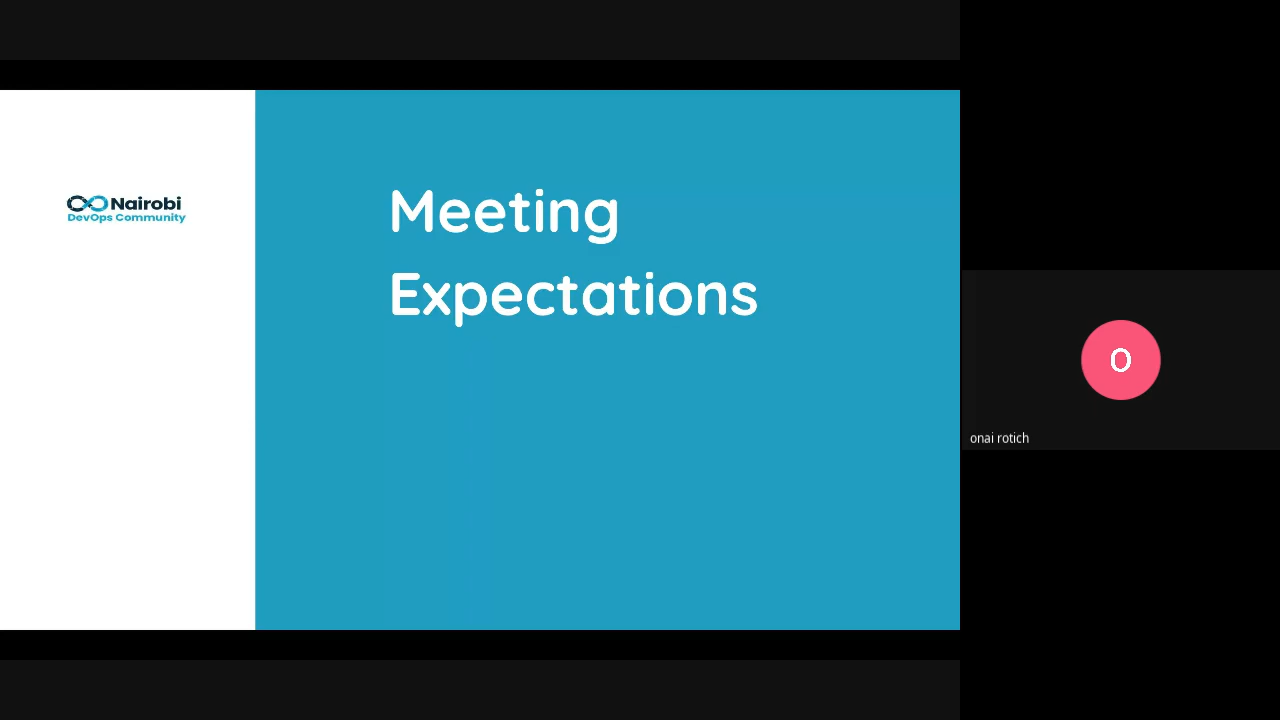 Nairobi
DevOps Community
Meeting
Expectations
O
onai rotich